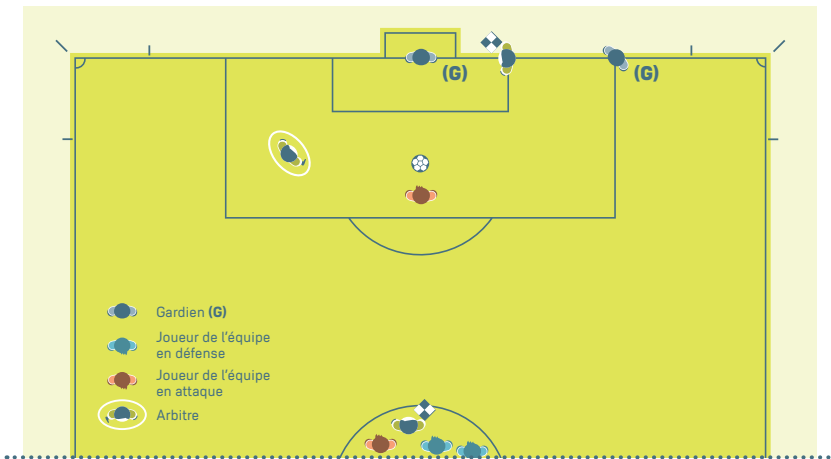 (G)
(G)
Gardien (G)
Joueur de l'équipe
en défense
Joueur de l'équipe
en attaque
Arbitre